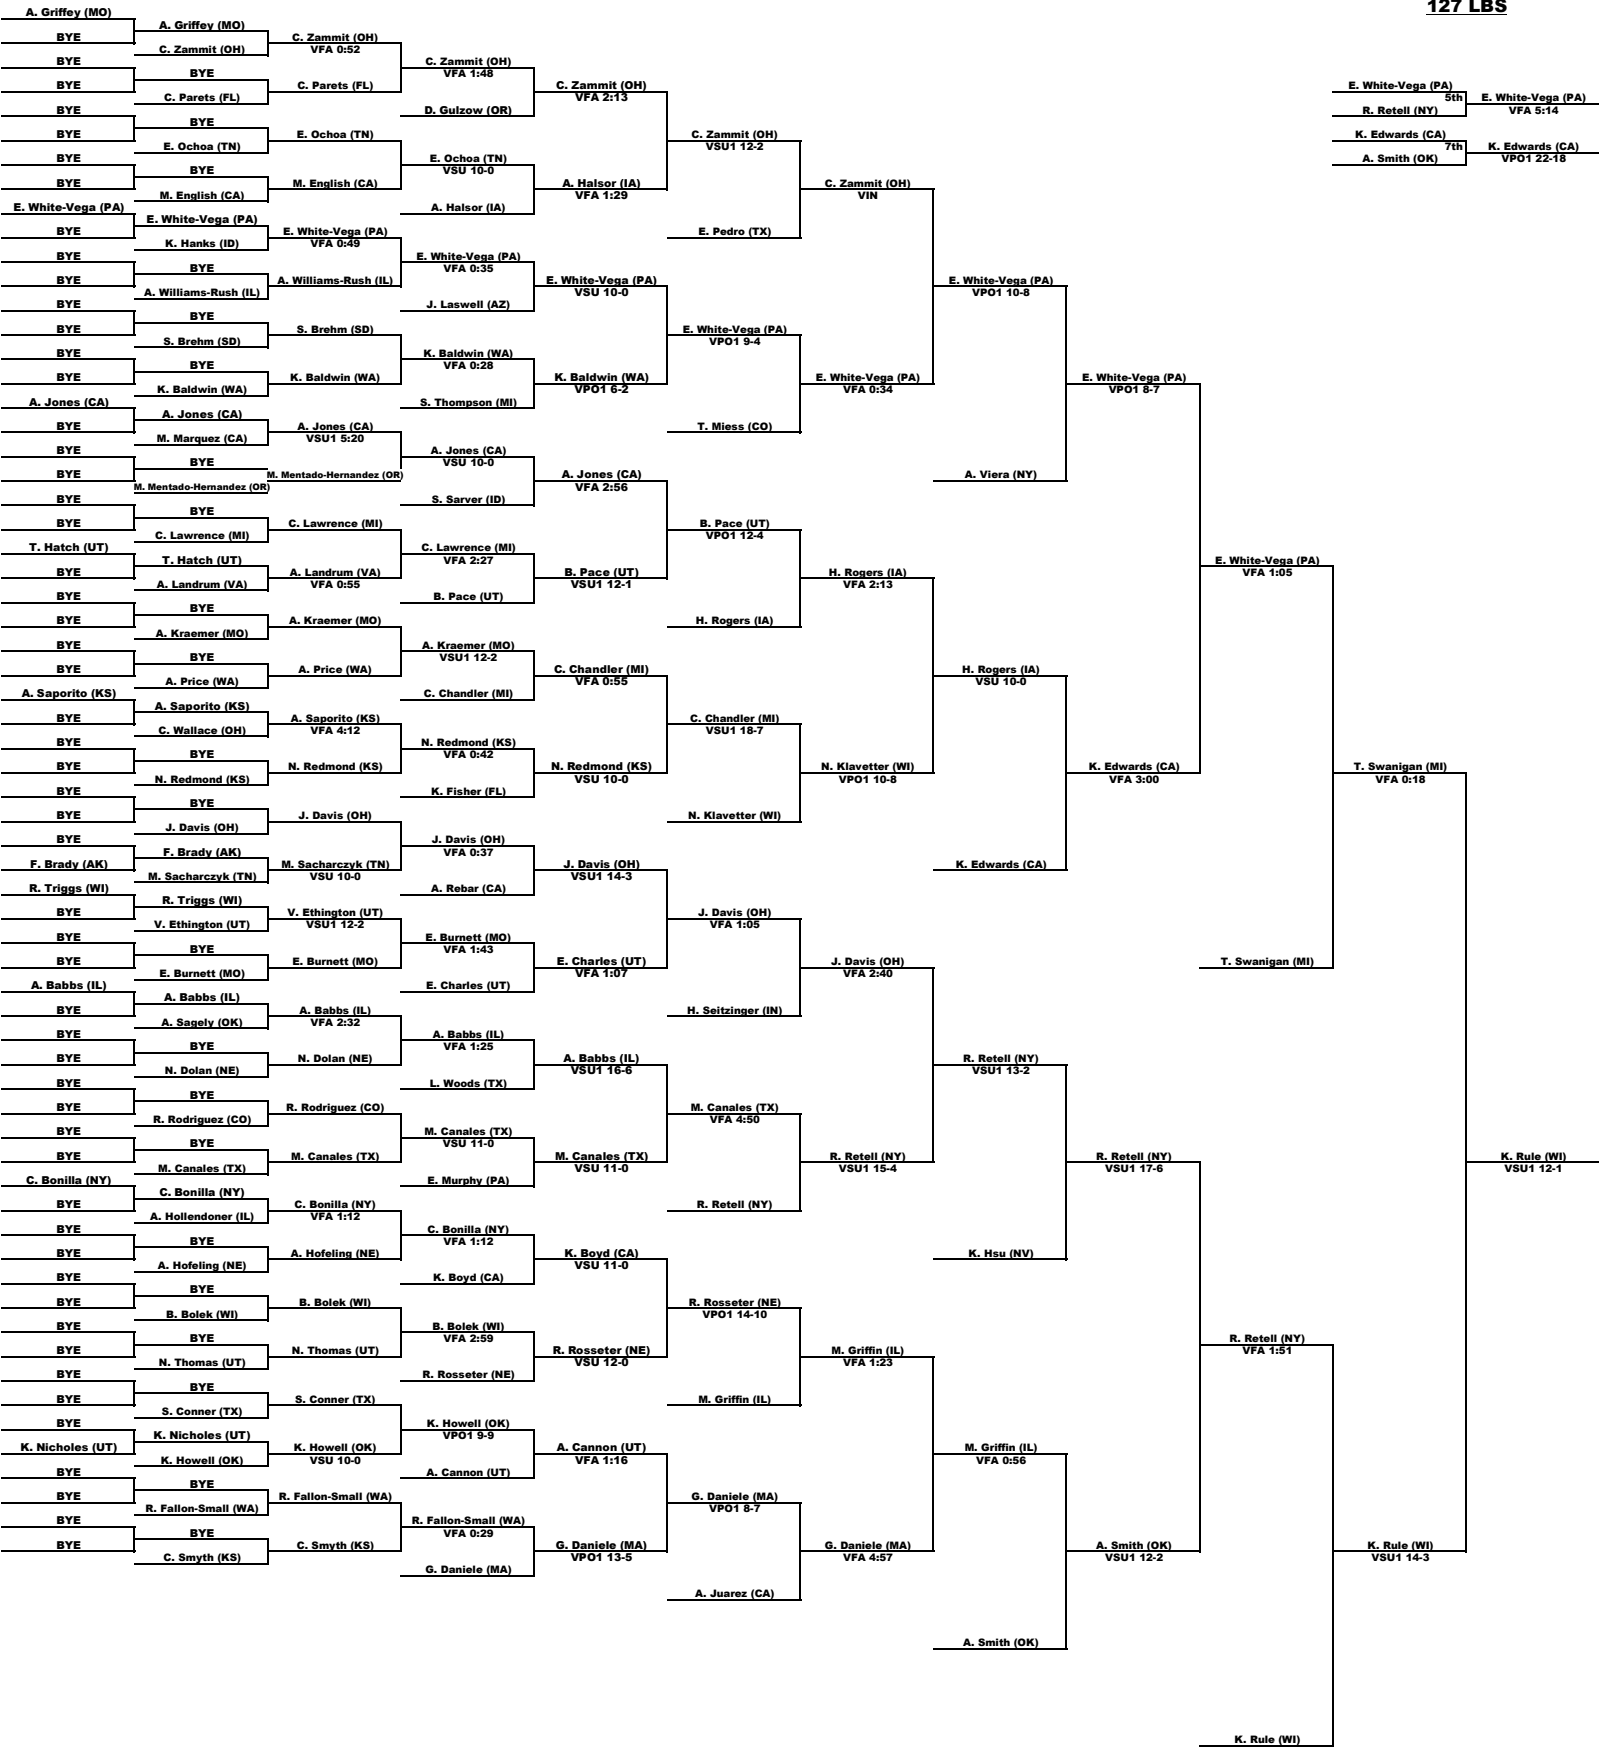 127 LBS
A. Griffey (MO)
BYE
BYE
BYE
BYE
BYE
BYE
BYE
E. White-Vega (PA)
BYE
BYE
BYE
BYE
BYE
BYE
BYE
A. Jones (CA)
BYE
BYE
BYE
BYE
BYE
T. Hatch (UT)
BYE
BYE
BYE
BYE
BYE
A. Saporito (KS)
BYE
BYE
BYE
BYE
BYE
BYE
F. Brady (AK)
R. Triggs (WI)
BYE
BYE
BYE
A. Babbs (IL)
BYE
BYE
BYE
BYE
BYE
BYE
BYE
C. Bonilla (NY)
BYE
BYE
BYE
BYE
BYE
BYE
BYE
BYE
BYE
BYE
K. Nicholes (UT)
BYE
BYE
BYE
BYE
A. Griffey (MO)
C. Zammit (OH)
BYE
C. Parets (FL)
BYE
E. Ochoa (TN)
BYE
M. English (CA)
E. White-Vega (PA)
K. Hanks (ID)
BYE
A. Williams-Rush (IL)
BYE
S. Brehm (SD)
BYE
K. Baldwin (WA)
A. Jones (CA)
M. Marquez (CA)
BYE
M. Mentado-Hernandez (OR)
BYE
C. Lawrence (MI)
T. Hatch (UT)
A. Landrum (VA)
BYE
A. Kraemer (MO)
BYE
A. Price (WA)
A. Saporito (KS)
C. Wallace (OH)
BYE
N. Redmond (KS)
BYE
J. Davis (OH)
F. Brady (AK)
M. Sacharczyk (TN)
R. Triggs (WI)
V. Ethington (UT)
BYE
E. Burnett (MO)
A. Babbs (IL)
A. Sagely (OK)
BYE
N. Dolan (NE)
BYE
R. Rodriguez (CO)
BYE
M. Canales (TX)
C. Bonilla (NY)
A. Hollendoner (IL)
BYE
A. Hofeling (NE)
BYE
B. Bolek (WI)
BYE
N. Thomas (UT)
BYE
S. Conner (TX)
K. Nicholes (UT)
K. Howell (OK)
BYE
R. Fallon-Small (WA)
BYE
C. Smyth (KS)
C. Zammit (OH)
VFA 0:52
C. Parets (FL)
E. Ochoa (TN)
M. English (CA)
E. White-Vega (PA)
VFA 0:49
A. Williams-Rush (IL)
S. Brehm (SD)
K. Baldwin (WA)
A. Jones (CA)
VSU1 5:20
M. Mentado-Hernandez (OR)
C. Lawrence (MI)
A. Landrum (VA)
VFA 0:55
A. Kraemer (MO)
A. Price (WA)
A. Saporito (KS)
VFA 4:12
N. Redmond (KS)
J. Davis (OH)
M. Sacharczyk (TN)
VSU 10-0
V. Ethington (UT)
VSU1 12-2
E. Burnett (MO)
A. Babbs (IL)
VFA 2:32
N. Dolan (NE)
R. Rodriguez (CO)
M. Canales (TX)
C. Bonilla (NY)
VFA 1:12
A. Hofeling (NE)
B. Bolek (WI)
N. Thomas (UT)
S. Conner (TX)
K. Howell (OK)
VSU 10-0
R. Fallon-Small (WA)
C. Smyth (KS)
C. Zammit (OH)
VFA 1:48
D. Gulzow (OR)
E. Ochoa (TN)
VSU 10-0
A. Halsor (IA)
E. White-Vega (PA)
VFA 0:35
J. Laswell (AZ)
K. Baldwin (WA)
VFA 0:28
S. Thompson (MI)
A. Jones (CA)
VSU 10-0
S. Sarver (ID)
C. Lawrence (MI)
VFA 2:27
B. Pace (UT)
A. Kraemer (MO)
VSU1 12-2
C. Chandler (MI)
N. Redmond (KS)
VFA 0:42
K. Fisher (FL)
J. Davis (OH)
VFA 0:37
A. Rebar (CA)
E. Burnett (MO)
VFA 1:43
E. Charles (UT)
A. Babbs (IL)
VFA 1:25
L. Woods (TX)
M. Canales (TX)
VSU 11-0
E. Murphy (PA)
C. Bonilla (NY)
VFA 1:12
K. Boyd (CA)
B. Bolek (WI)
VFA 2:59
R. Rosseter (NE)
K. Howell (OK)
VPO1 9-9
A. Cannon (UT)
R. Fallon-Small (WA)
VFA 0:29
G. Daniele (MA)
C. Zammit (OH)
VFA 2:13
A. Halsor (IA)
VFA 1:29
E. White-Vega (PA)
VSU 10-0
K. Baldwin (WA)
VPO1 6-2
A. Jones (CA)
VFA 2:56
B. Pace (UT)
VSU1 12-1
C. Chandler (MI)
VFA 0:55
N. Redmond (KS)
VSU 10-0
J. Davis (OH)
VSU1 14-3
E. Charles (UT)
VFA 1:07
A. Babbs (IL)
VSU1 16-6
M. Canales (TX)
VSU 11-0
K. Boyd (CA)
VSU 11-0
R. Rosseter (NE)
VSU 12-0
A. Cannon (UT)
VFA 1:16
G. Daniele (MA)
VPO1 13-5
C. Zammit (OH)
VSU1 12-2
E. Pedro (TX)
E. White-Vega (PA)
VPO1 9-4
T. Miess (CO)
B. Pace (UT)
VPO1 12-4
H. Rogers (IA)
C. Chandler (MI)
VSU1 18-7
N. Klavetter (WI)
J. Davis (OH)
VFA 1:05
H. Seitzinger (IN)
M. Canales (TX)
VFA 4:50
R. Retell (NY)
R. Rosseter (NE)
VPO1 14-10
M. Griffin (IL)
G. Daniele (MA)
VPO1 8-7
A. Juarez (CA)
C. Zammit (OH)
VIN
E. White-Vega (PA)
VFA 0:34
H. Rogers (IA)
VFA 2:13
N. Klavetter (WI)
VPO1 10-8
J. Davis (OH)
VFA 2:40
R. Retell (NY)
VSU1 15-4
M. Griffin (IL)
VFA 1:23
G. Daniele (MA)
VFA 4:57
E. White-Vega (PA)
VPO1 10-8
A. Viera (NY)
H. Rogers (IA)
VSU 10-0
K. Edwards (CA)
R. Retell (NY)
VSU1 13-2
K. Hsu (NV)
M. Griffin (IL)
VFA 0:56
A. Smith (OK)
E. White-Vega (PA)
VPO1 8-7
K. Edwards (CA)
VFA 3:00
R. Retell (NY)
VSU1 17-6
A. Smith (OK)
VSU1 12-2
E. White-Vega (PA)
VFA 1:05
T. Swanigan (MI)
R. Retell (NY)
VFA 1:51
K. Rule (WI)
T. Swanigan (MI)
VFA 0:18
K. Rule (WI)
VSU1 14-3
K. Rule (WI)
VSU1 12-1
E. White-Vega (PA)
5th
R. Retell (NY)
E. White-Vega (PA)
VFA 5:14
K. Edwards (CA)
7th
A. Smith (OK)
K. Edwards (CA)
VPO1 22-18